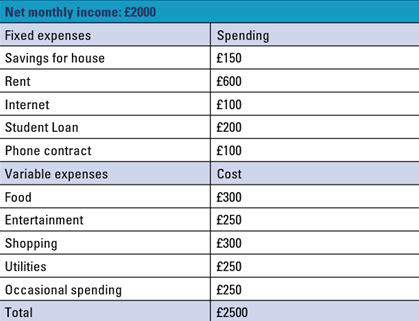 Net monthly income: £2000
Fixed expenses Spending
Savings for house £150
Rent £600
Internet £100
Student Loan £200
Phone contract £100
Variable expenses Cost
Food £300
Entertainment £250
Shopping £300
Utilities £250
Occasional spending £250
Total £2500